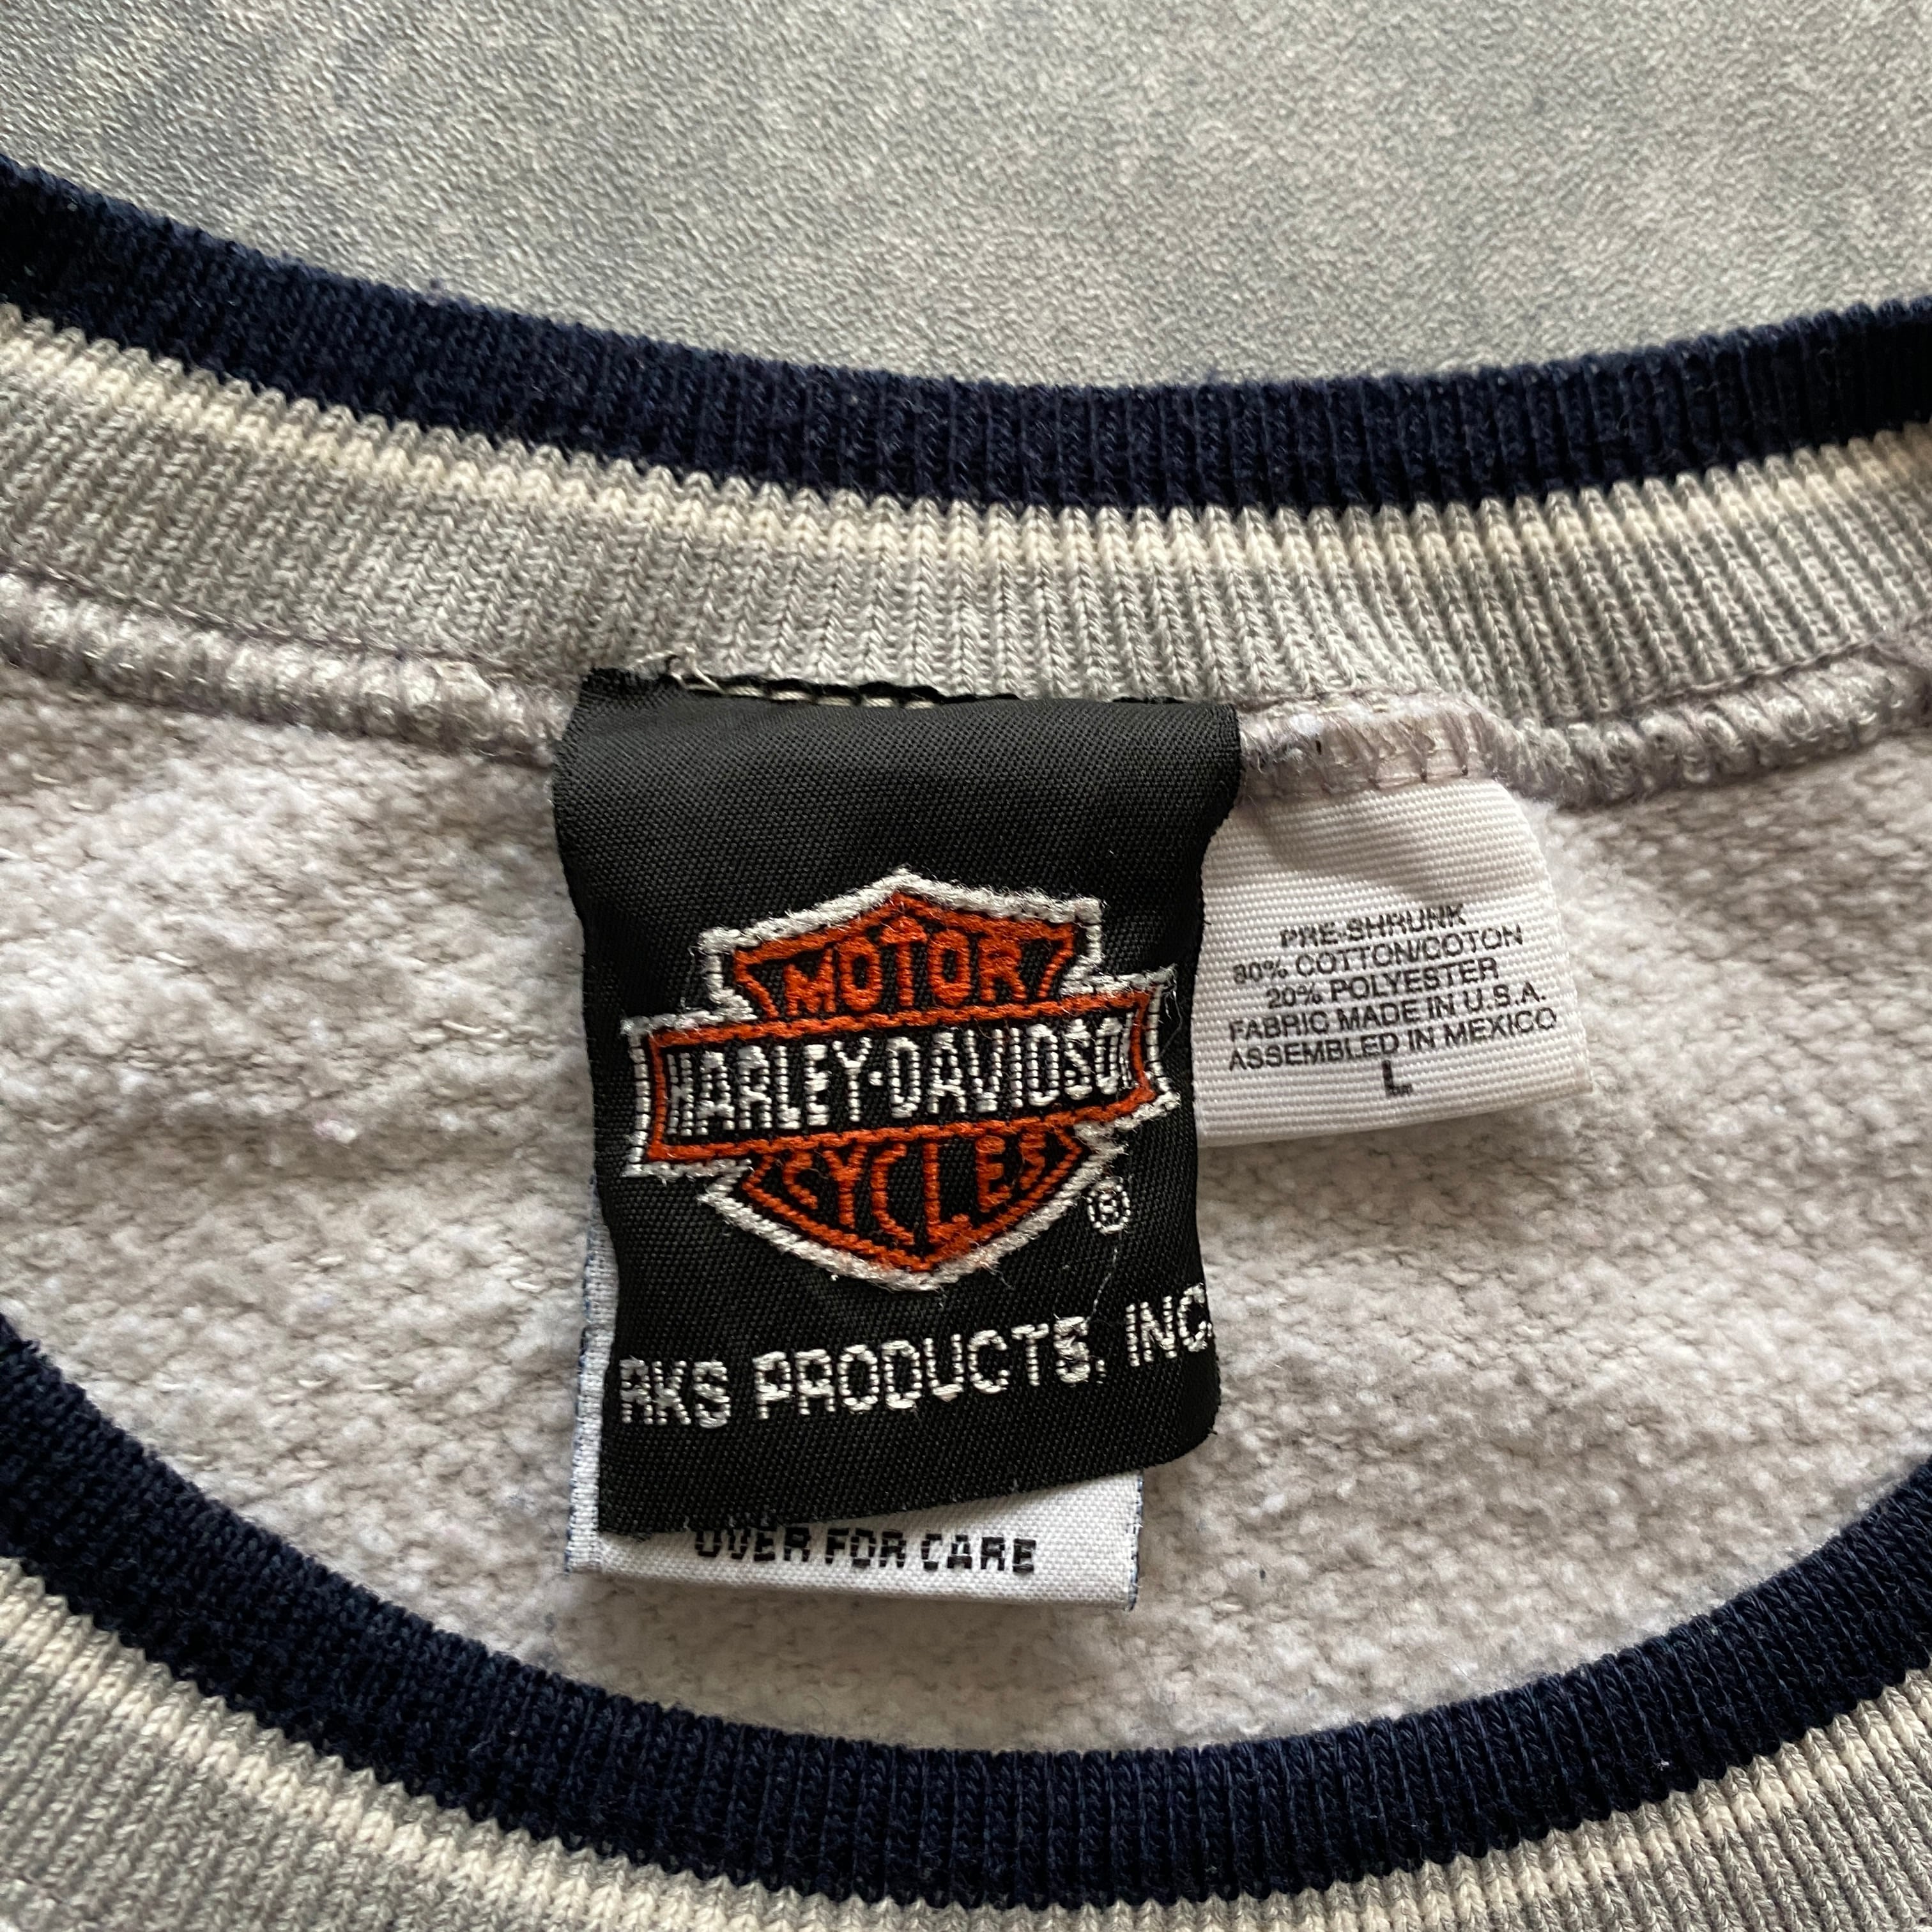 MOTOR
HARLEY-DAVIDSON
CYCLES
®
RKS PRODUCTS, INC.
OVER FOR CARE
PRE-SHRUNK
80% COTTON/COTON
20% POLYESTER
FABRIC MADE IN U.S.A.
ASSEMBLED IN MEXICO
L